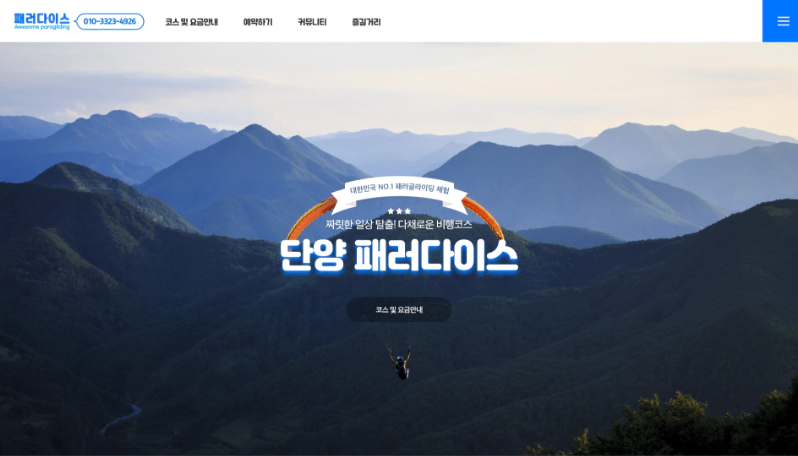 패러다이스
Awesome paragliding
010-3323-4926
코스 및 요금안내
예약하기
커뮤니티
즐길거리
대한민국 NO.1 패러글라이딩 체험
짜릿한 일상 탈출! 다채로운 비행코스
단양 패러다이스
코스 및 요금안내